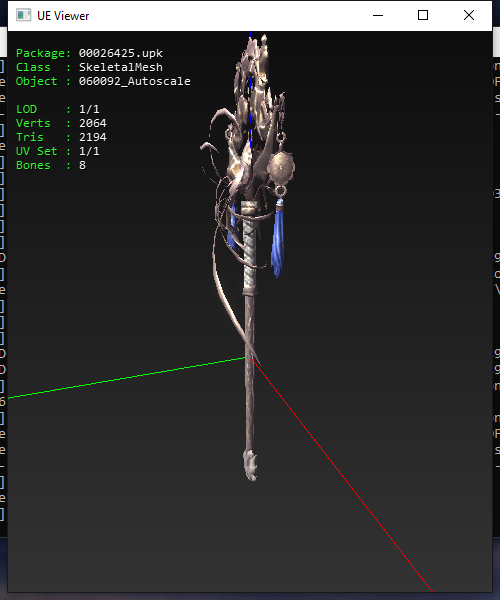 UE Viewer
Package: 00026425.upk
Class  : SkeletalMesh
Object : 060092_Autoscale
LOD    : 1/1
Verts  : 2064
Tris   : 2194
UV Set : 1/1
Bones  : 8